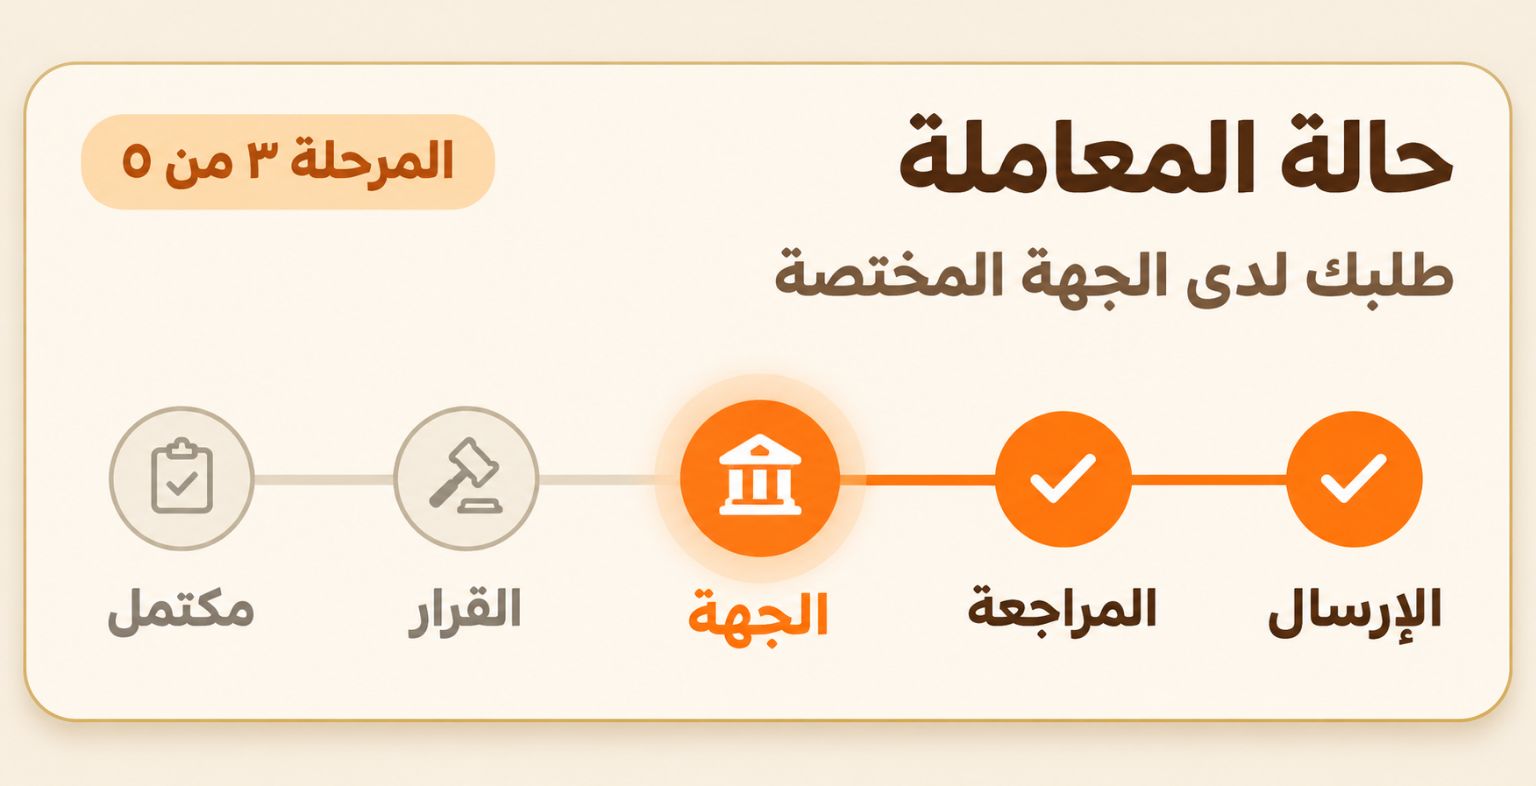 حالة المعاملة
المرحلة ٣ من ٥
طلبك لدى الجهة المختصة
الإرسال
المراجعة
الجهة
القرار
مكتمل